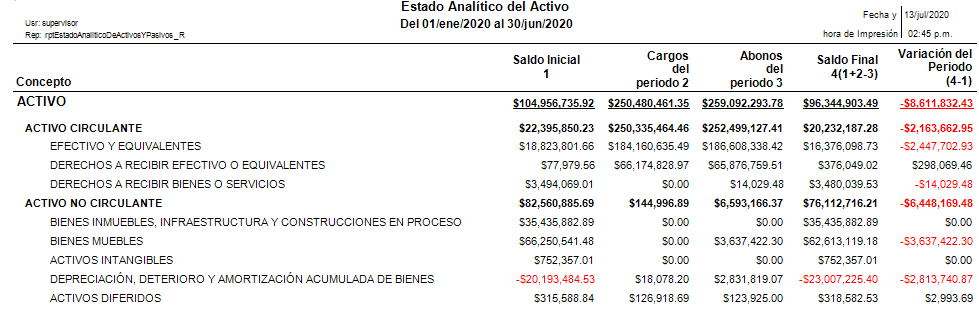 Estado Analítico del Activo
Usr: supervisor
Del 01/ene/2020 al 30/jun/2020
Fecha y 13/jul/2020
Rep: rptEstadoAnaliticoDeActivosYPasivos_R
hora de Impresión 02:45 p.m.
Concepto Saldo Inicial 1 Cargos del periodo 2 Abonos del periodo 3 Saldo Final 4(1+2-3) Variación del Periodo (4-1)
ACTIVO $104,956,735.92 $250,480,461.35 $259,092,293.78 $96,344,903.49 -$8,611,832.43
ACTIVO CIRCULANTE $22,395,850.23 $250,335,464.46 $252,499,127.41 $20,232,187.28 -$2,163,662.95
EFECTIVO Y EQUIVALENTES $18,823,801.66 $184,160,635.49 $186,608,338.42 $16,376,098.73 -$2,447,702.93
DERECHOS A RECIBIR EFECTIVO O EQUIVALENTES $77,979.56 $66,174,828.97 $65,876,759.51 $376,049.02 $298,069.46
DERECHOS A RECIBIR BIENES O SERVICIOS $3,494,069.01 $0.00 $14,029.48 $3,480,039.53 -$14,029.48
ACTIVO NO CIRCULANTE $82,560,885.69 $144,996.89 $6,593,166.37 $76,112,716.21 -$6,448,169.48
BIENES INMUEBLES, INFRAESTRUCTURA Y CONSTRUCCIONES EN PROCESO $35,435,882.89 $0.00 $0.00 $35,435,882.89 $0.00
BIENES MUEBLES $66,250,541.48 $0.00 $3,637,422.30 $62,613,119.18 -$3,637,422.30
ACTIVOS INTANGIBLES $752,357.01 $0.00 $0.00 $752,357.01 $0.00
DEPRECIACIÓN, DETERIORO Y AMORTIZACIÓN ACUMULADA DE BIENES -$20,193,484.53 $18,078.20 $2,831,819.07 -$23,007,225.40 -$2,813,740.87
ACTIVOS DIFERIDOS $315,588.84 $126,918.69 $123,925.00 $318,582.53 $2,993.69